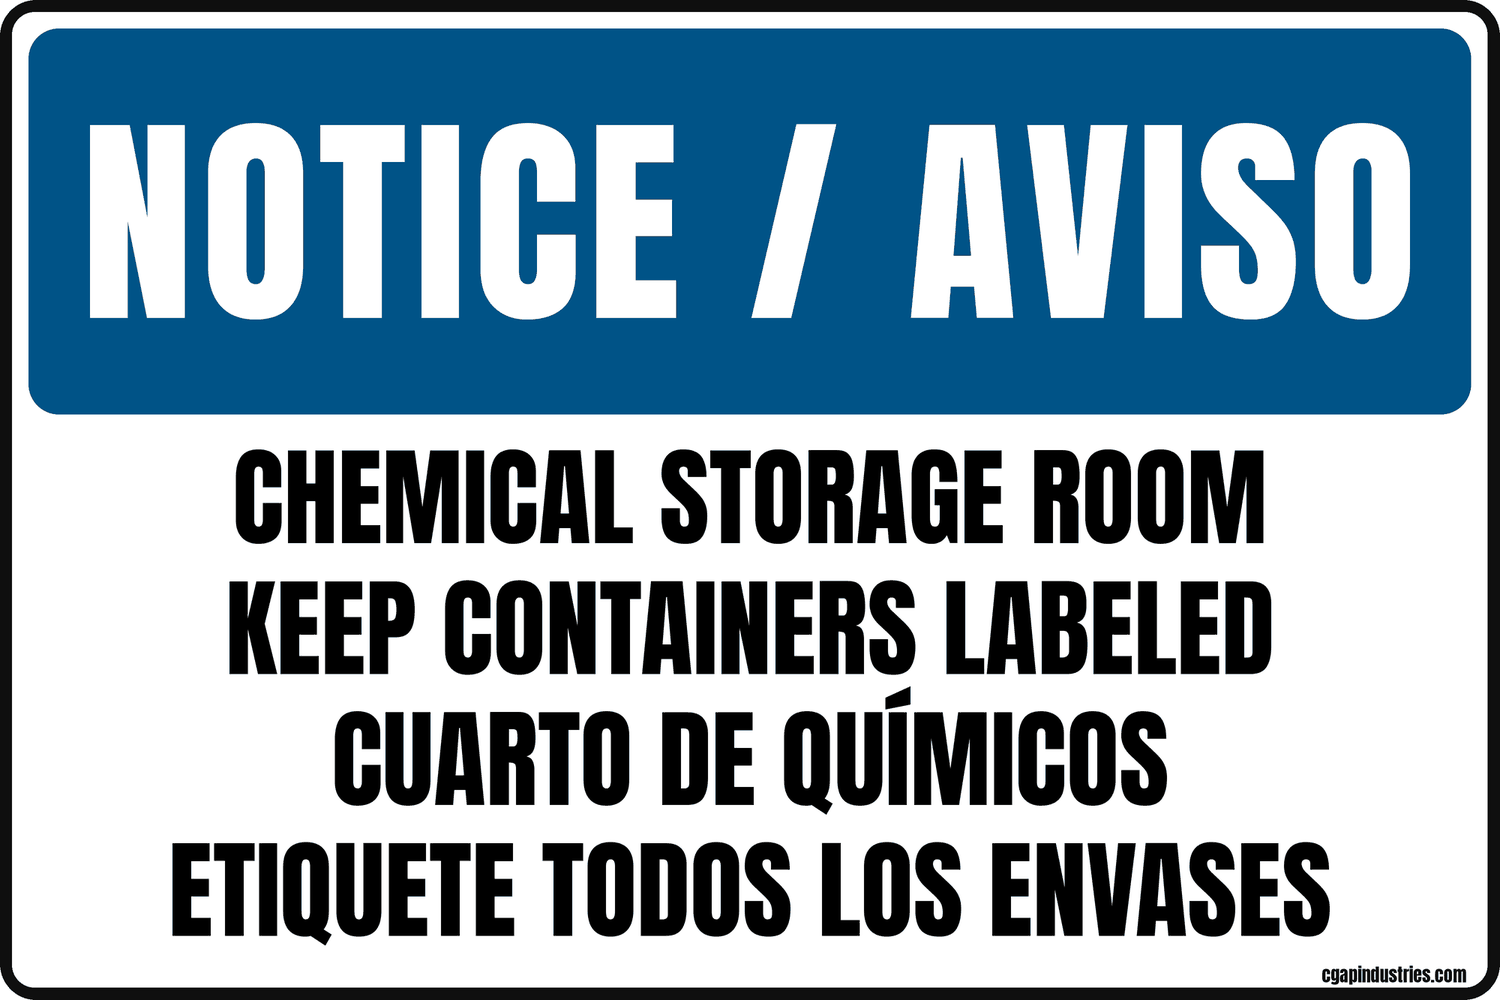 NOTICE / AVISO
CHEMICAL STORAGE ROOM
KEEP CONTAINERS LABELED
CUARTO DE QUÍMICOS
ETIQUETE TODOS LOS ENVASES
cgapindustries.com